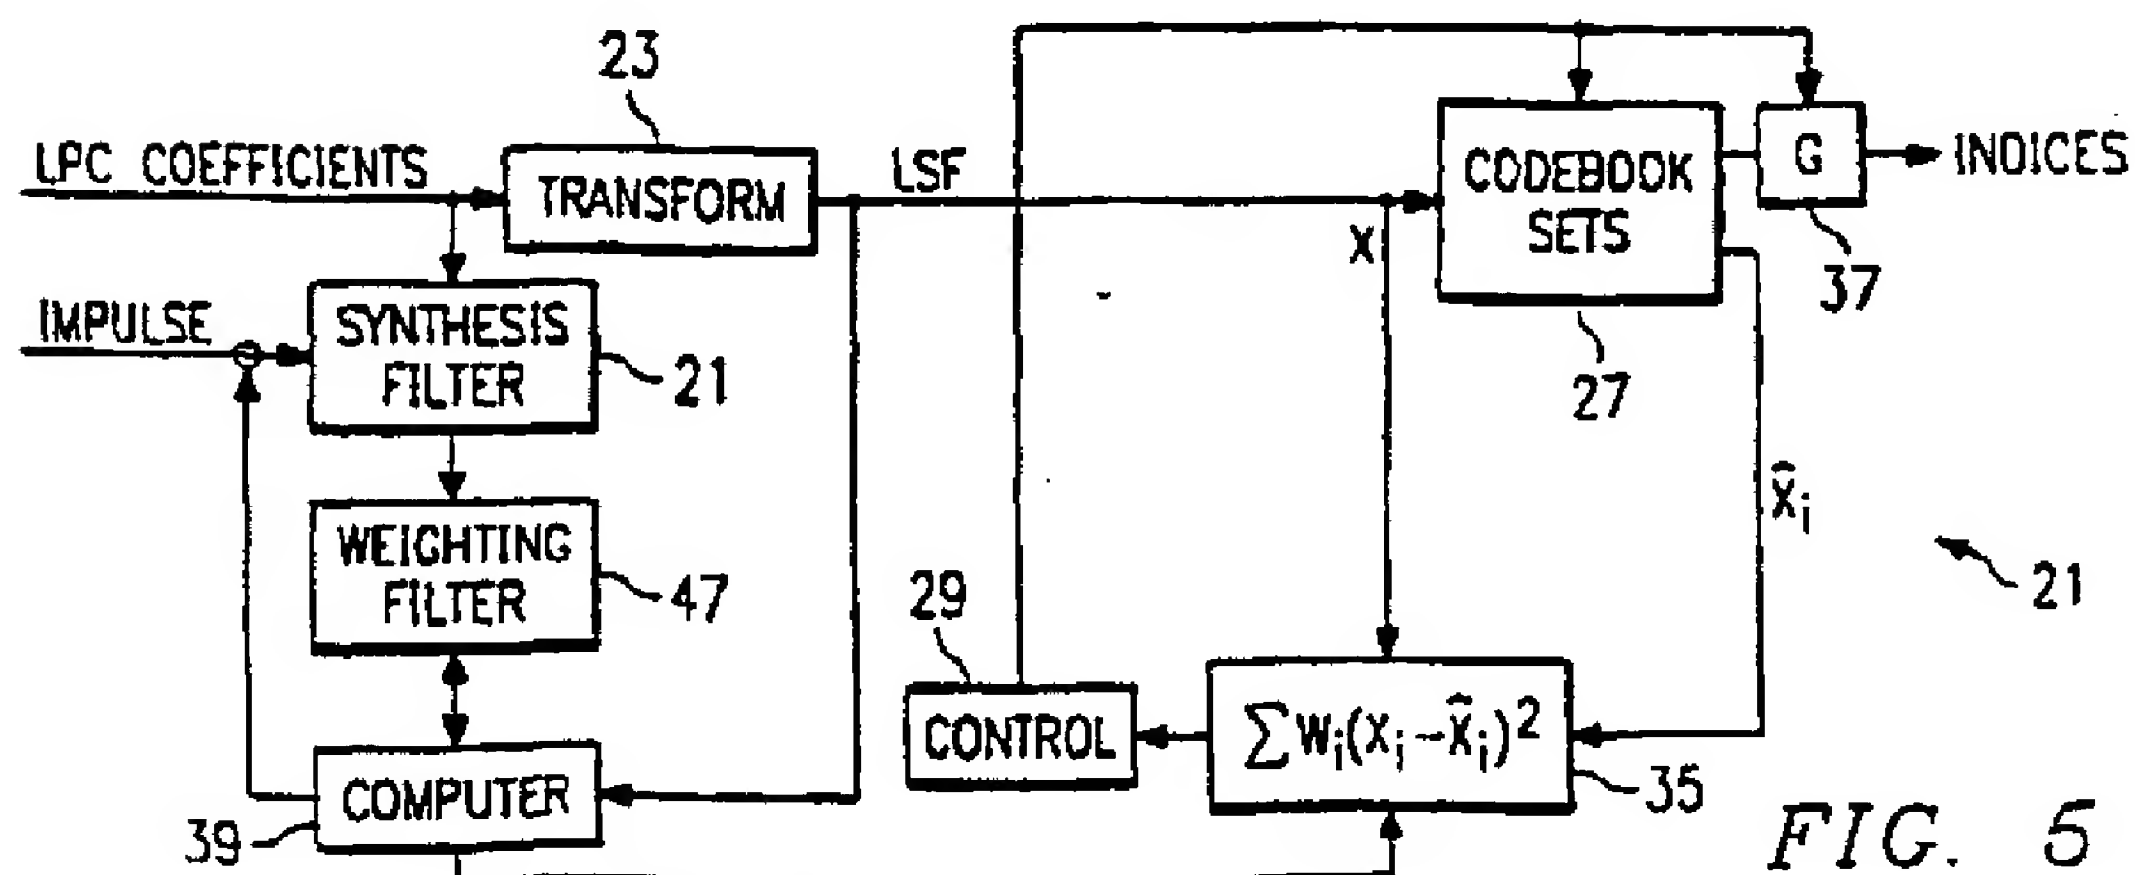 23
LPC COEFFICIENTS
TRANSFORM
LSF
CODEBOOK
SETS
G
INDICES
X
37
IMPULSE
SYNTHESIS
FILTER
21
27
X̂i
WEIGHTING
FILTER
47
29
21
CONTROL
∑Wi(Xi-X̂i)²
35
COMPUTER
39
FIG. 5